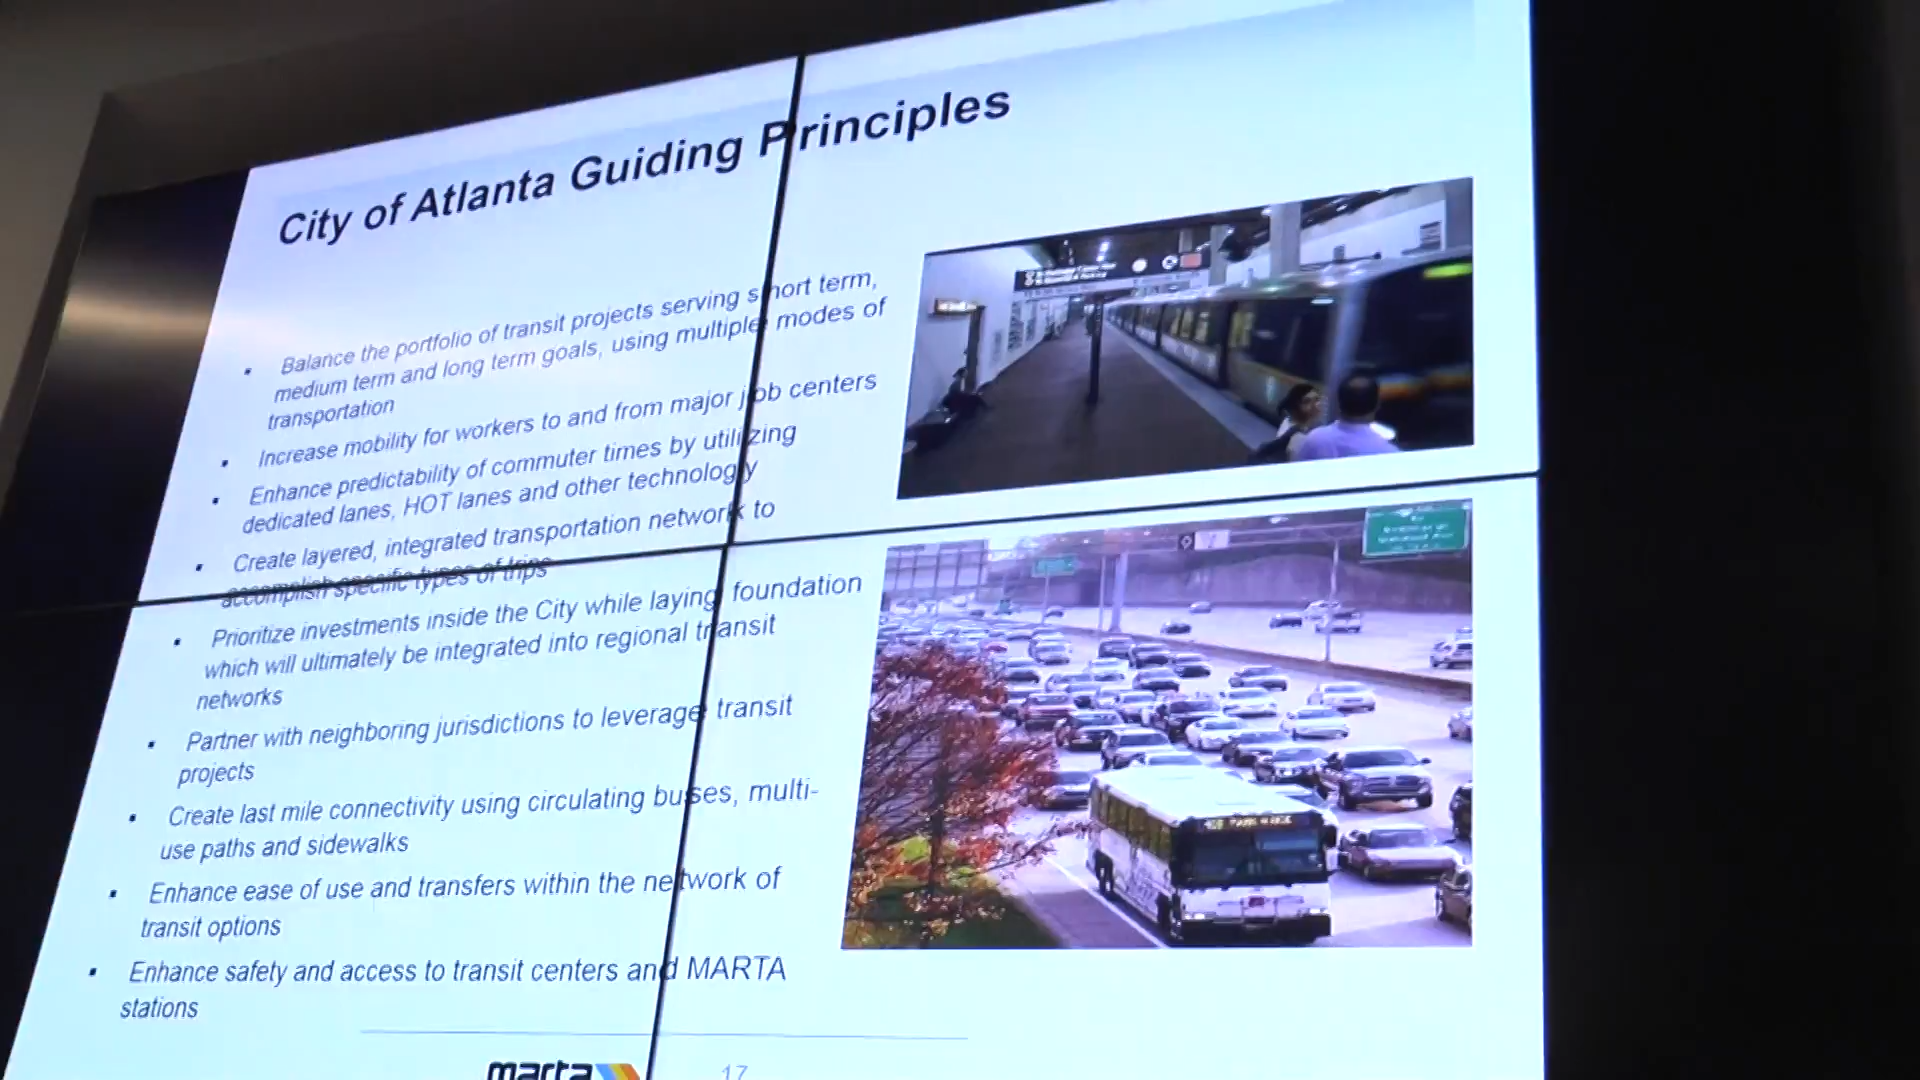 City of Atlanta Guiding Principles
▪ Balance the portfolio of transit projects serving short term,
medium term and long term goals, using multiple modes of
transportation
▪ Increase mobility for workers to and from major job centers
▪ Enhance predictability of commuter times by utilizing
dedicated lanes, HOT lanes and other technology
▪ Create layered, integrated transportation network to
accomplish specific types of trips
▪ Prioritize investments inside the City while laying foundation
which will ultimately be integrated into regional transit
networks
▪ Partner with neighboring jurisdictions to leverage transit
projects
▪ Create last mile connectivity using circulating buses, multi-
use paths and sidewalks
▪ Enhance ease of use and transfers within the network of
transit options
▪ Enhance safety and access to transit centers and MARTA
stations
marta 17